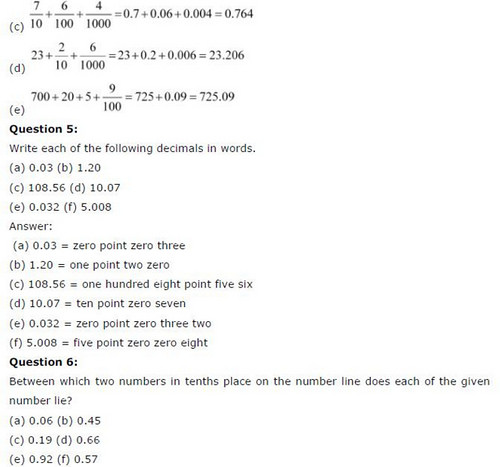 (c) 7/10 + 6/100 + 4/1000 = 0.7 + 0.06 + 0.004 = 0.764
(d) 23 + 2/10 + 6/1000 = 23 + 0.2 + 0.006 = 23.206
(e) 700 + 20 + 5 + 9/100 = 725 + 0.09 = 725.09
Question 5:
Write each of the following decimals in words.
(a) 0.03 (b) 1.20
(c) 108.56 (d) 10.07
(e) 0.032 (f) 5.008
Answer:
(a) 0.03 = zero point zero three
(b) 1.20 = one point two zero
(c) 108.56 = one hundred eight point five six
(d) 10.07 = ten point zero seven
(e) 0.032 = zero point zero three two
(f) 5.008 = five point zero zero eight
Question 6:
Between which two numbers in tenths place on the number line does each of the given
number lie?
(a) 0.06 (b) 0.45
(c) 0.19 (d) 0.66
(e) 0.92 (f) 0.57